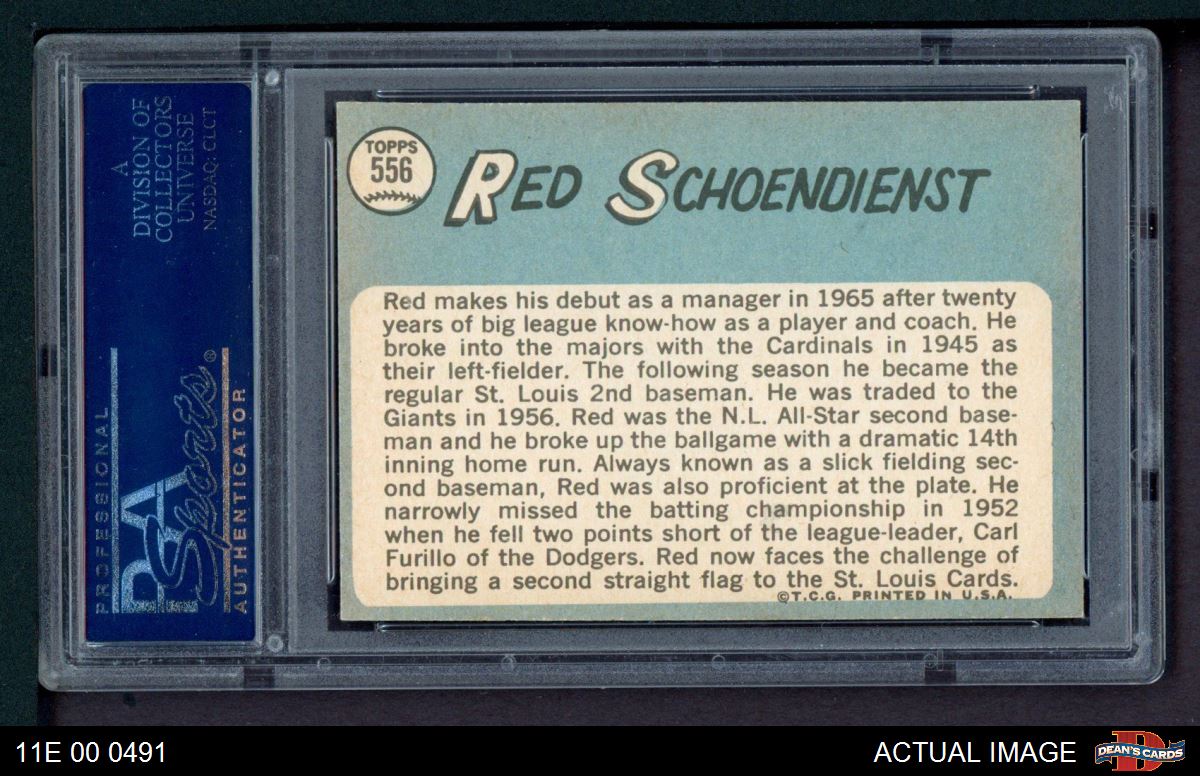 A
DIVISION OF
COLLECTORS
UNIVERSE
NASDAQ: CLCT
PROFESSIONAL
PSA
Sports®
AUTHENTICATOR
TOPPS
556
RED SCHOENDIENST
Red makes his debut as a manager in 1965 after twenty
years of big league know-how as a player and coach. He
broke into the majors with the Cardinals in 1945 as
their left-fielder. The following season he became the
regular St. Louis 2nd baseman. He was traded to the
Giants in 1956. Red was the N.L. All-Star second base-
man and he broke up the ballgame with a dramatic 14th
inning home run. Always known as a slick fielding sec-
ond baseman, Red was also proficient at the plate. He
narrowly missed the batting championship in 1952
when he fell two points short of the league-leader, Carl
Furillo of the Dodgers. Red now faces the challenge of
bringing a second straight flag to the St. Louis Cards.
©T.C.G. PRINTED IN U.S.A.
11E 00 0491
ACTUAL IMAGE
DEAN'S CARDS